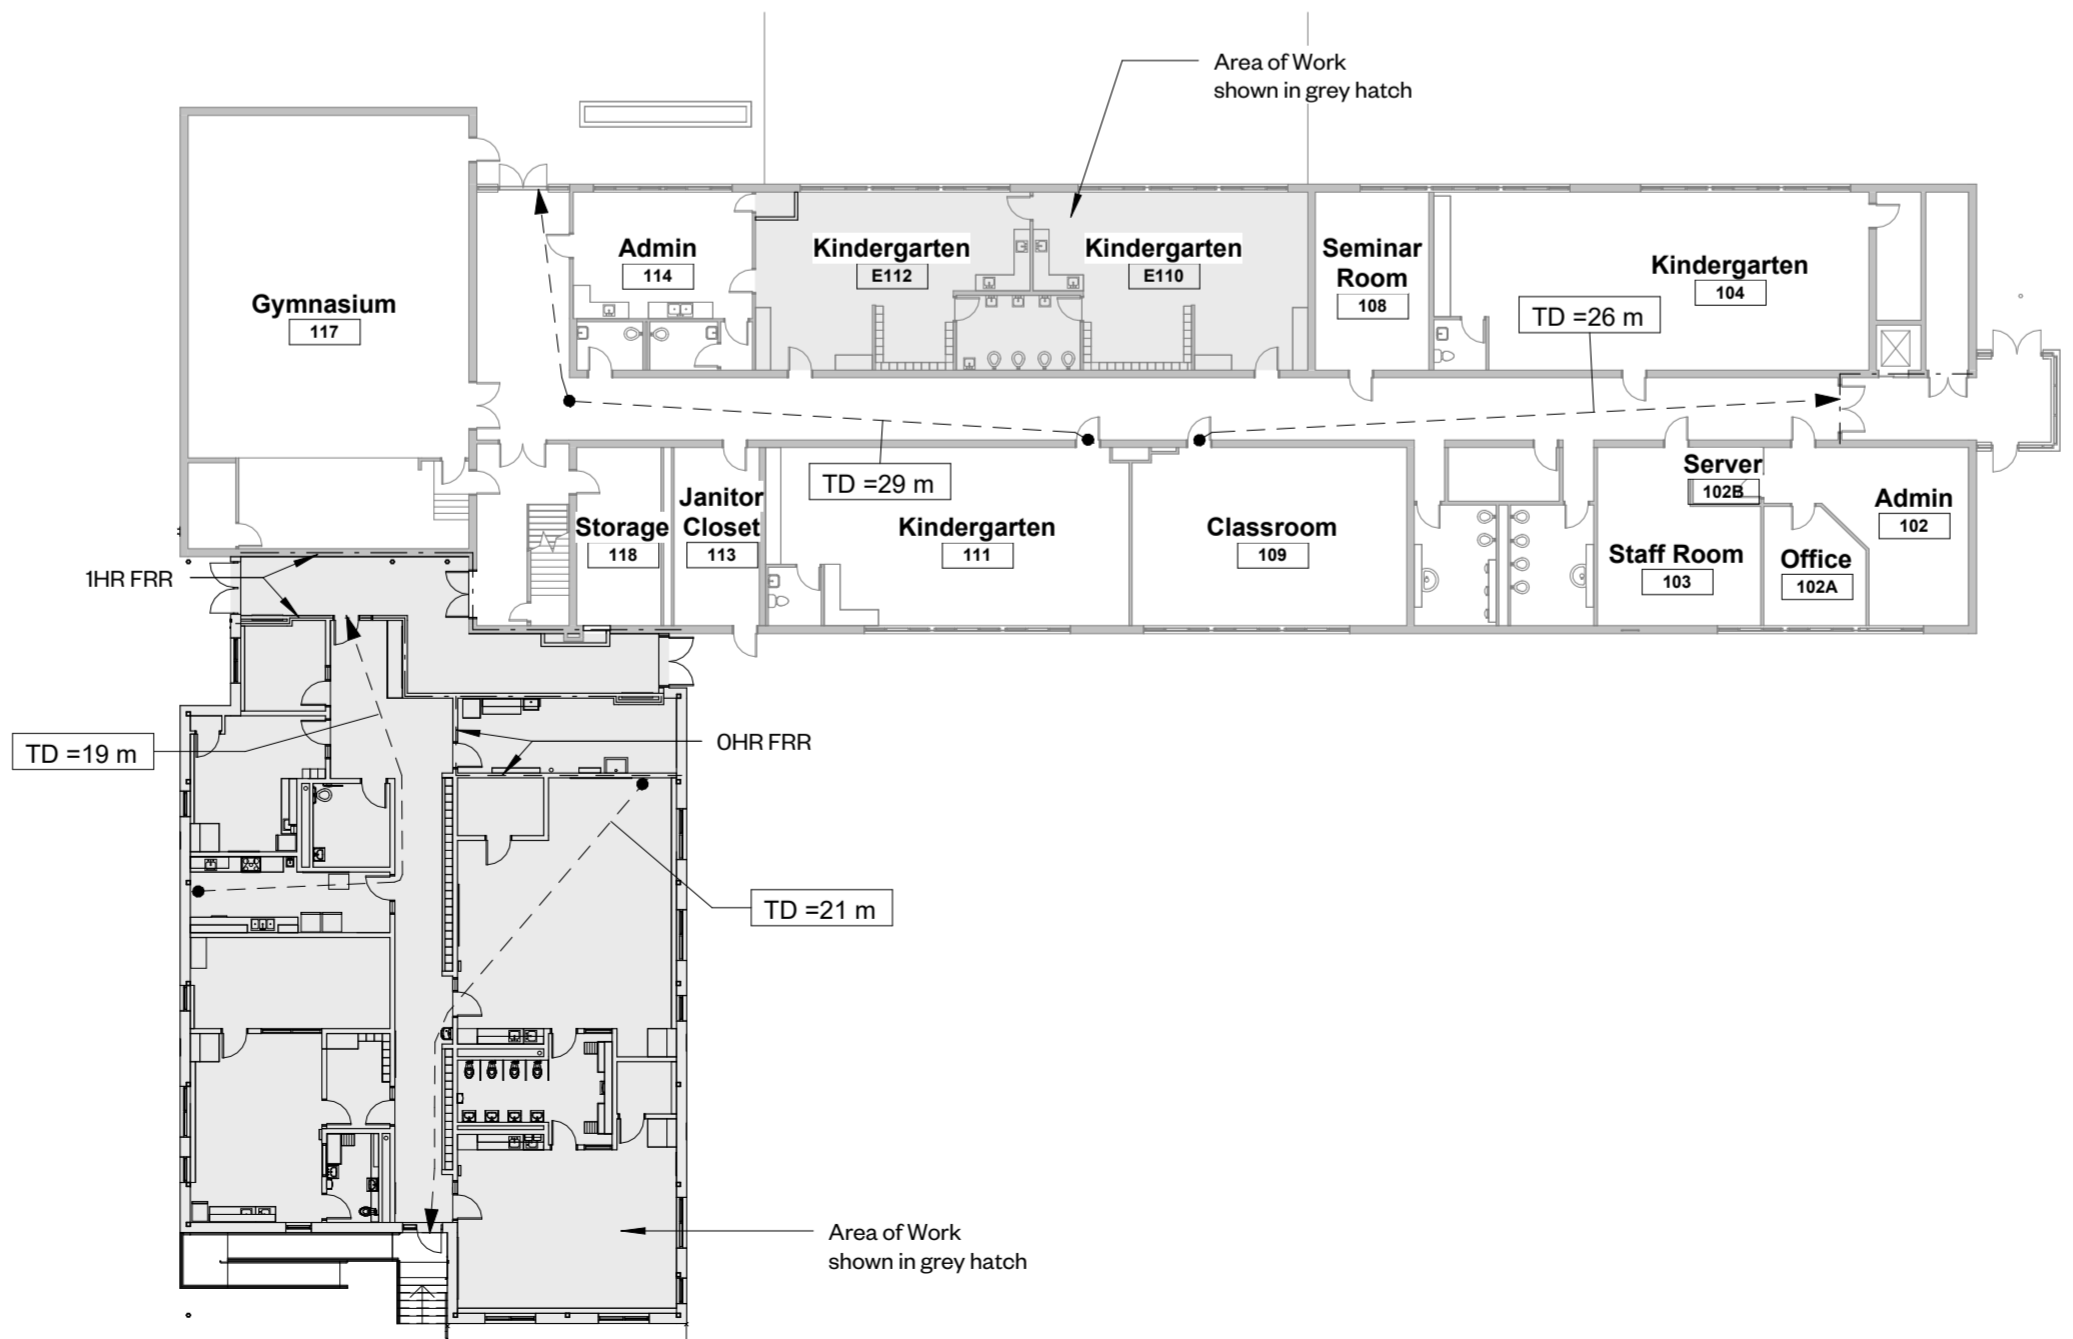 Area of Work
shown in grey hatch
Admin
114
Kindergarten
E112
Kindergarten
E110
Seminar
Room
108
Kindergarten
104
Gymnasium
117
TD =26 m
TD =29 m
Storage
118
Janitor
Closet
113
Kindergarten
111
Classroom
109
Server
102B
Staff Room
103
Office
102A
Admin
102
1HR FRR
TD =19 m
0HR FRR
TD =21 m
Area of Work
shown in grey hatch